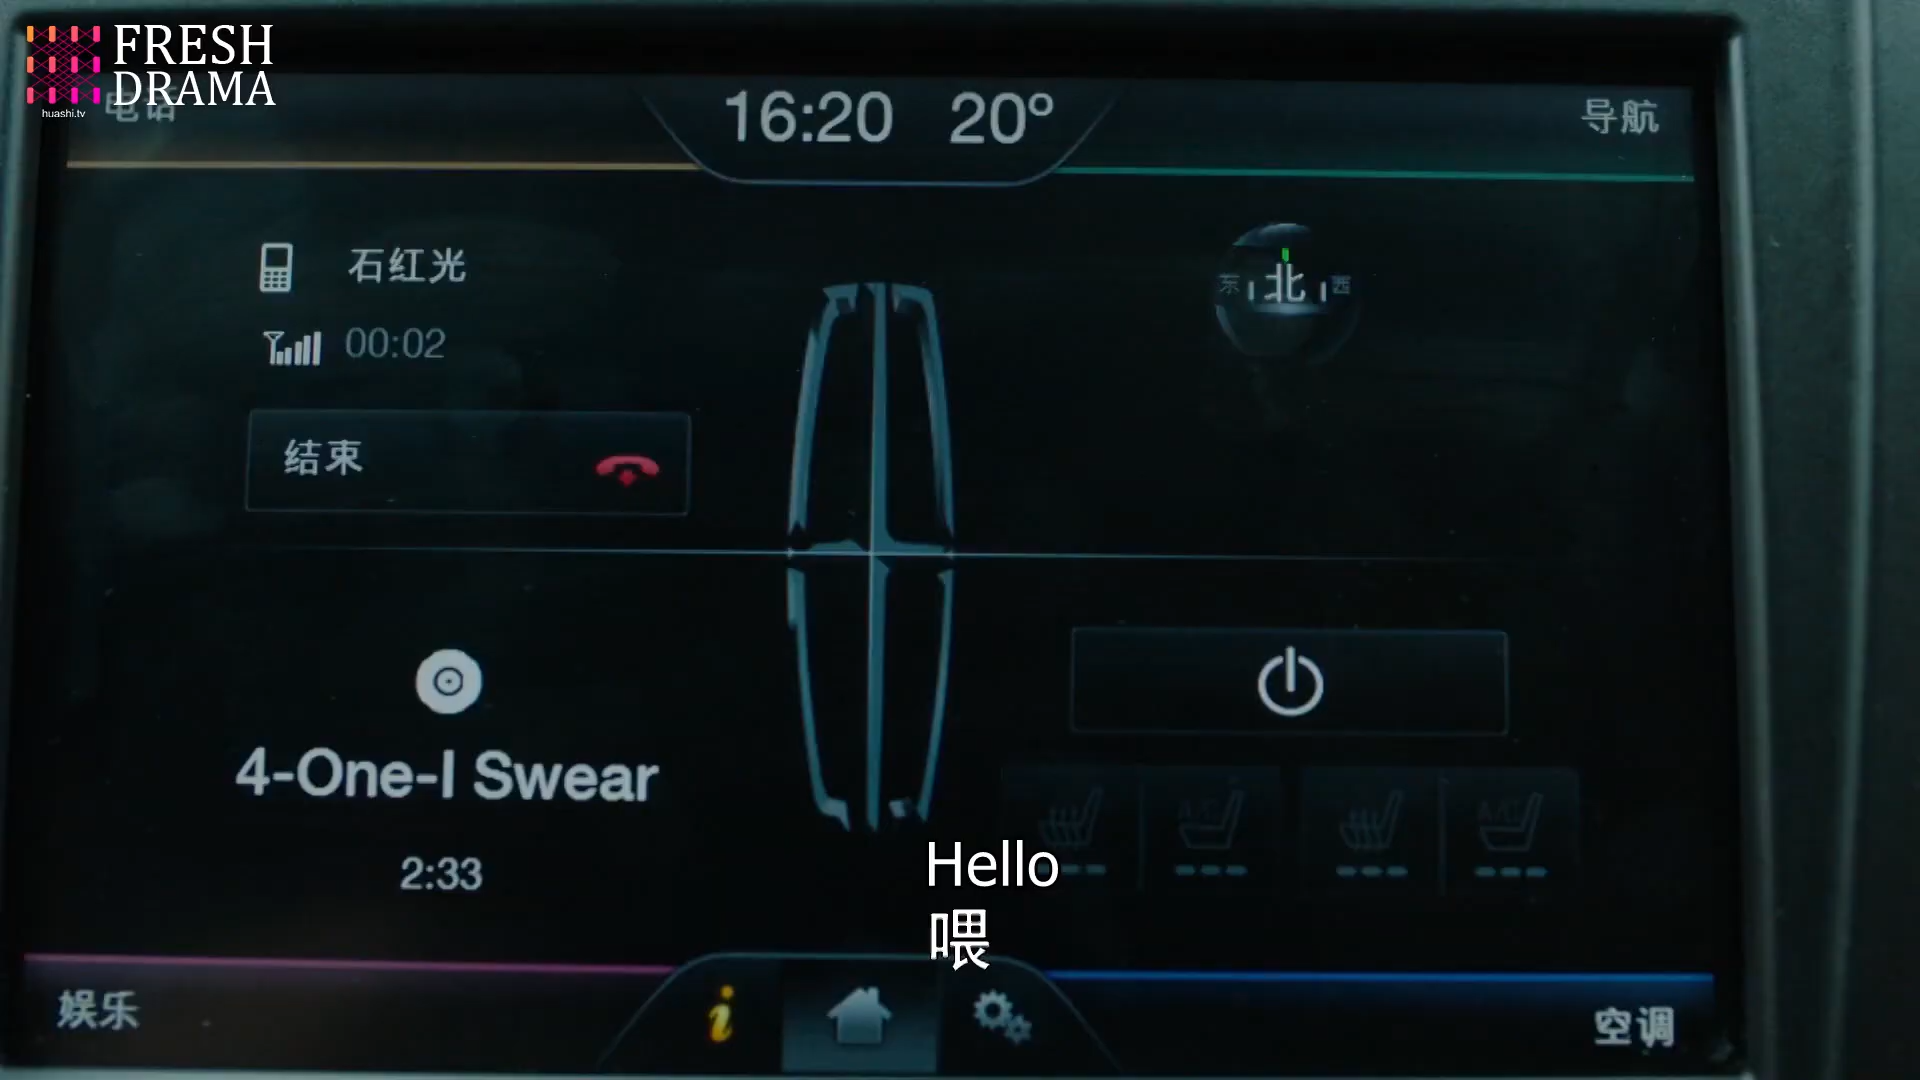 FRESH
DRAMA
huashi.tv
电话
16:20 20°
导航
石红光
00:02
东 北 西
结束
4-One-I Swear
2:33
Hello
喂
娱乐
空调